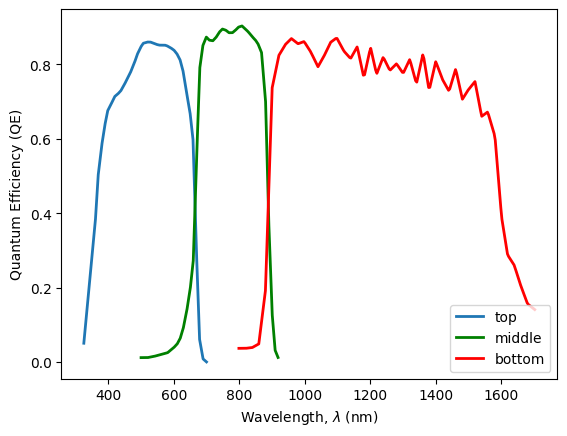 Quantum Efficiency (QE)
0.8
0.6
0.4
0.2
0.0
400 600 800 1000 1200 1400 1600
Wavelength, λ (nm)
top
middle
bottom